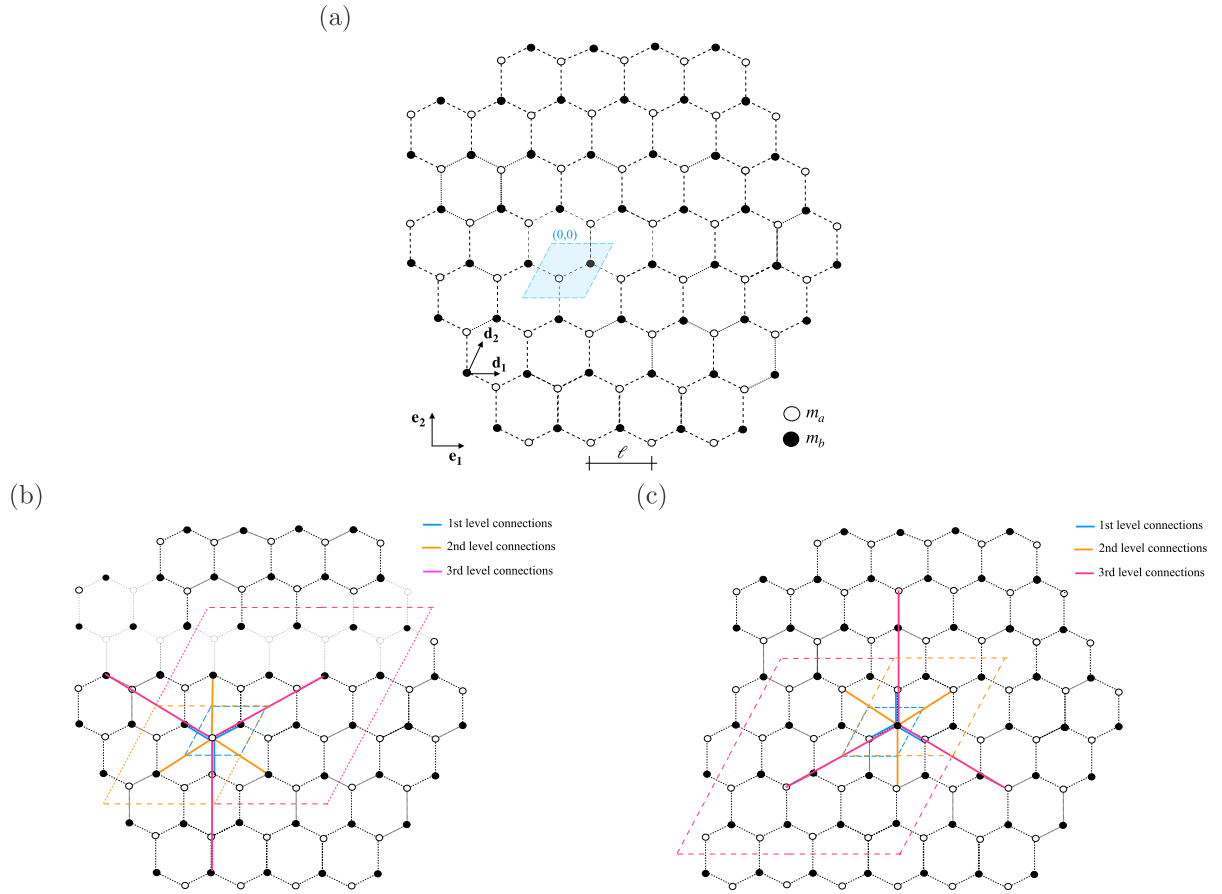 (a)
(0,0)
d₂
d₁
e₂
e₁
ℓ
mₐ
m_b
(b)
1st level connections
2nd level connections
3rd level connections
(c)
1st level connections
2nd level connections
3rd level connections